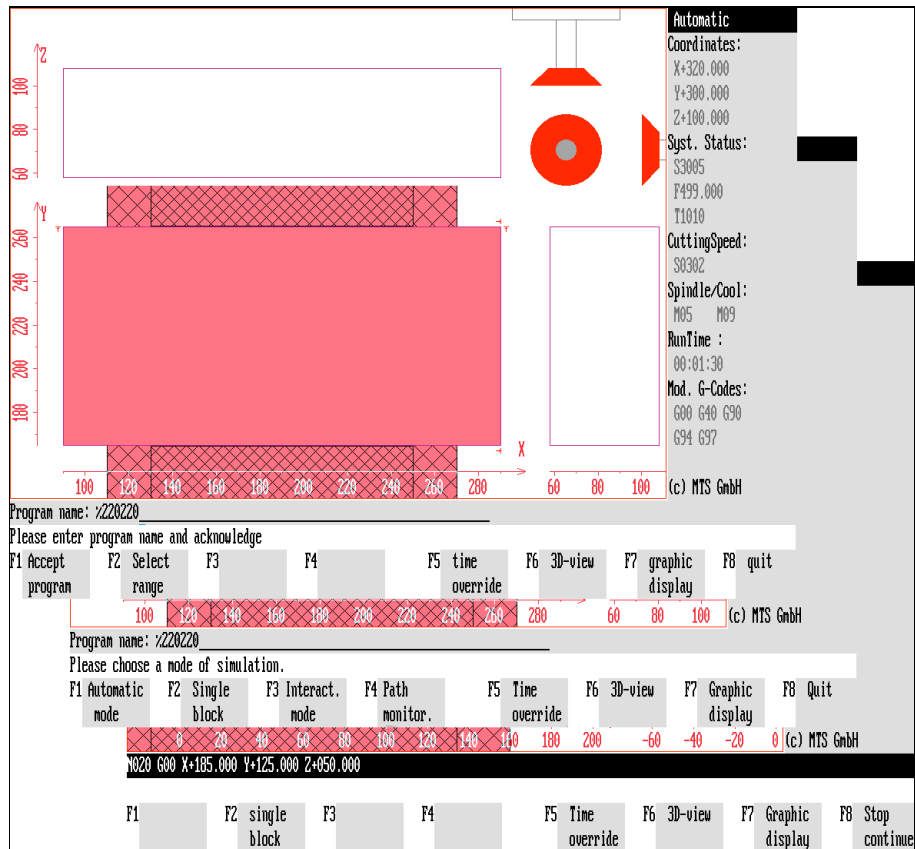 Automatic
Coordinates:
X+320.000
Y+300.000
Z+100.000
Syst. Status:
S3005
F499.000
T1010
CuttingSpeed:
S0302
Spindle/Cool:
M05 M09
RunTime :
00:01:30
Mod. G-Codes:
G00 G40 G90
G94 G97
(c) MTS GmbH
Z
100
80
60
Y
260
240
220
200
180
X
100 120 140 160 180 200 220 240 260 280 60 80 100
Program name: %220220
Please enter program name and acknowledge
F1 Accept program F2 Select range F3 F4 F5 time override F6 3D-view F7 graphic display F8 quit
100 120 140 160 180 200 220 240 260 280 60 80 100 (c) MTS GmbH
Program name: %220220
Please choose a mode of simulation.
F1 Automatic mode F2 Single block F3 Interact. mode F4 Path monitor. F5 Time override F6 3D-view F7 Graphic display F8 Quit
0 20 40 60 80 100 120 140 180 200 -60 -40 -20 0 (c) MTS GmbH
N020 G00 X+185.000 Y+125.000 Z+050.000
F1 F2 single block F3 F4 F5 Time override F6 3D-view F7 Graphic display F8 Stop continue